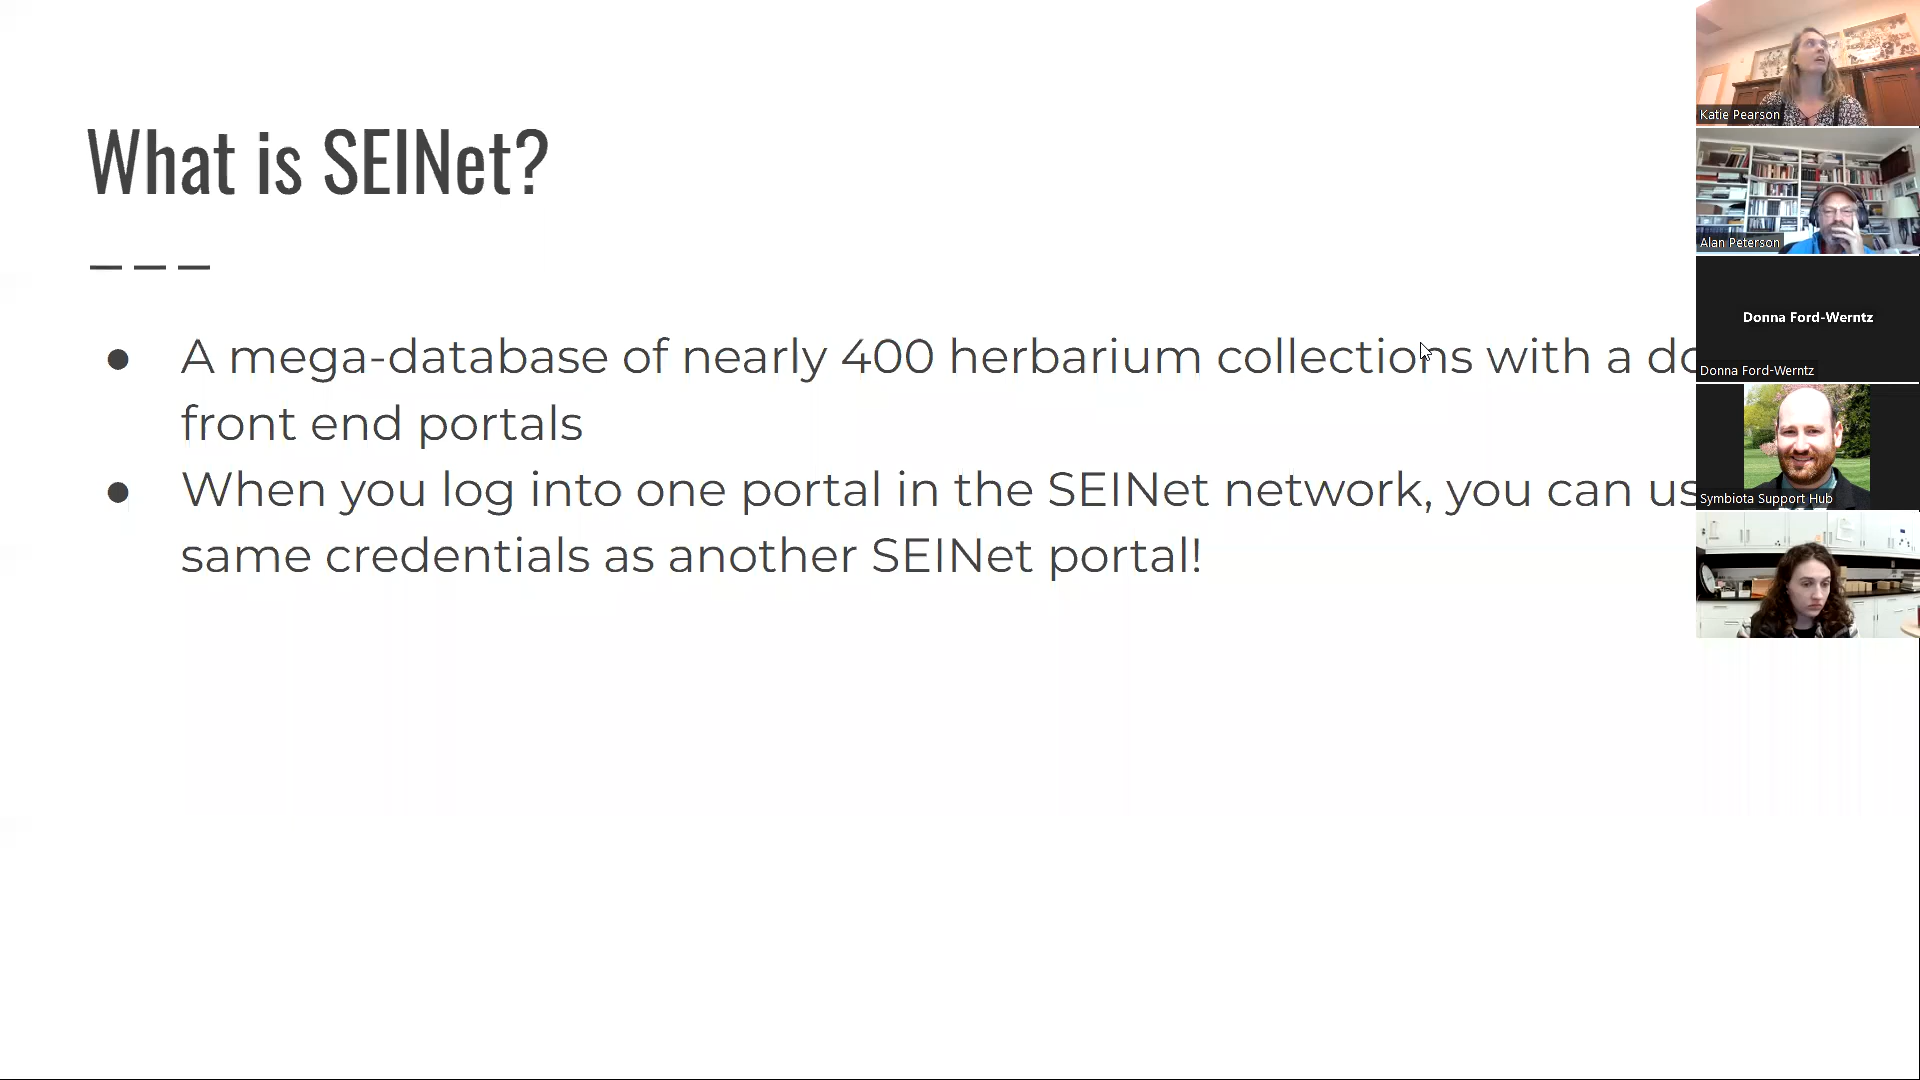 What is SEINet?
A mega-database of nearly 400 herbarium collections with a
front end portals
When you log into one portal in the SEINet network, you can
same credentials as another SEINet portal!
Katie Pearson
Alan Peterson
Donna Ford-Werntz
Donna Ford-Werntz
Symbiota Support Hub